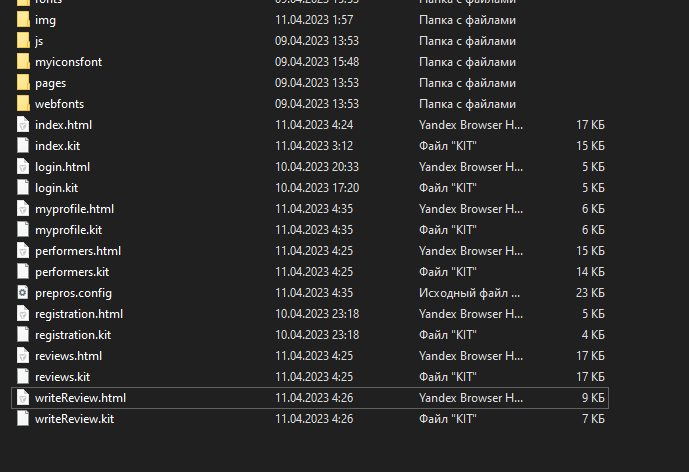 fonts 09.04.2023 13:53 Папка с файлами
img 11.04.2023 1:57 Папка с файлами
js 09.04.2023 13:53 Папка с файлами
myiconsfont 09.04.2023 15:48 Папка с файлами
pages 09.04.2023 13:53 Папка с файлами
webfonts 09.04.2023 13:53 Папка с файлами
index.html 11.04.2023 4:24 Yandex Browser H... 17 КБ
index.kit 11.04.2023 3:12 Файл "KIT" 15 КБ
login.html 10.04.2023 20:33 Yandex Browser H... 5 КБ
login.kit 10.04.2023 17:20 Файл "KIT" 5 КБ
myprofile.html 11.04.2023 4:35 Yandex Browser H... 6 КБ
myprofile.kit 11.04.2023 4:35 Файл "KIT" 6 КБ
performers.html 11.04.2023 4:25 Yandex Browser H... 15 КБ
performers.kit 11.04.2023 4:25 Файл "KIT" 14 КБ
prepros.config 11.04.2023 4:35 Исходный файл ... 23 КБ
registration.html 10.04.2023 23:18 Yandex Browser H... 5 КБ
registration.kit 10.04.2023 23:18 Файл "KIT" 4 КБ
reviews.html 11.04.2023 4:25 Yandex Browser H... 17 КБ
reviews.kit 11.04.2023 4:25 Файл "KIT" 17 КБ
writeReview.html 11.04.2023 4:26 Yandex Browser H... 9 КБ
writeReview.kit 11.04.2023 4:26 Файл "KIT" 7 КБ